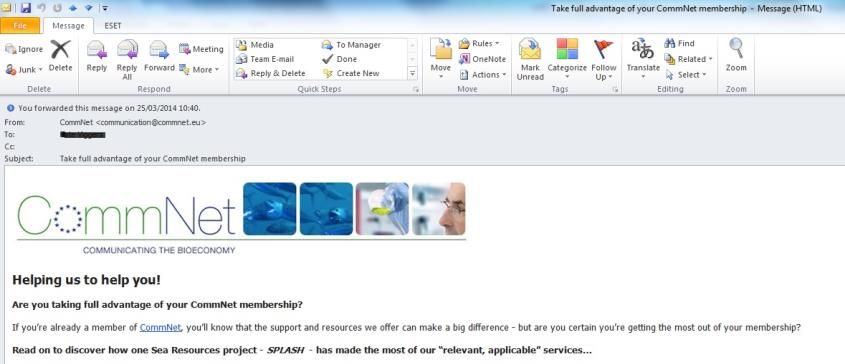 Take full advantage of your CommNet membership - Message (HTML)
File Message ESET
Ignore
Junk
Delete
Delete
Reply
Reply All
Forward
Meeting
More
Respond
Media
Team E-mail
Reply & Delete
To Manager
Done
Create New
Quick Steps
Move
Rules
OneNote
Actions
Move
Mark Unread
Categorize
Follow Up
Tags
Translate
Find
Related
Select
Editing
Zoom
Zoom
You forwarded this message on 25/03/2014 10:40.
From: CommNet <communication@commnet.eu>
To:
Cc:
Subject: Take full advantage of your CommNet membership
CommNet
COMMUNICATING THE BIOECONOMY
Helping us to help you!
Are you taking full advantage of your CommNet membership?
If you're already a member of CommNet, you'll know that the support and resources we offer can make a big difference - but are you certain you're getting the most out of your membership?
Read on to discover how one Sea Resources project - SPLASH - has made the most of our “relevant, applicable” services...